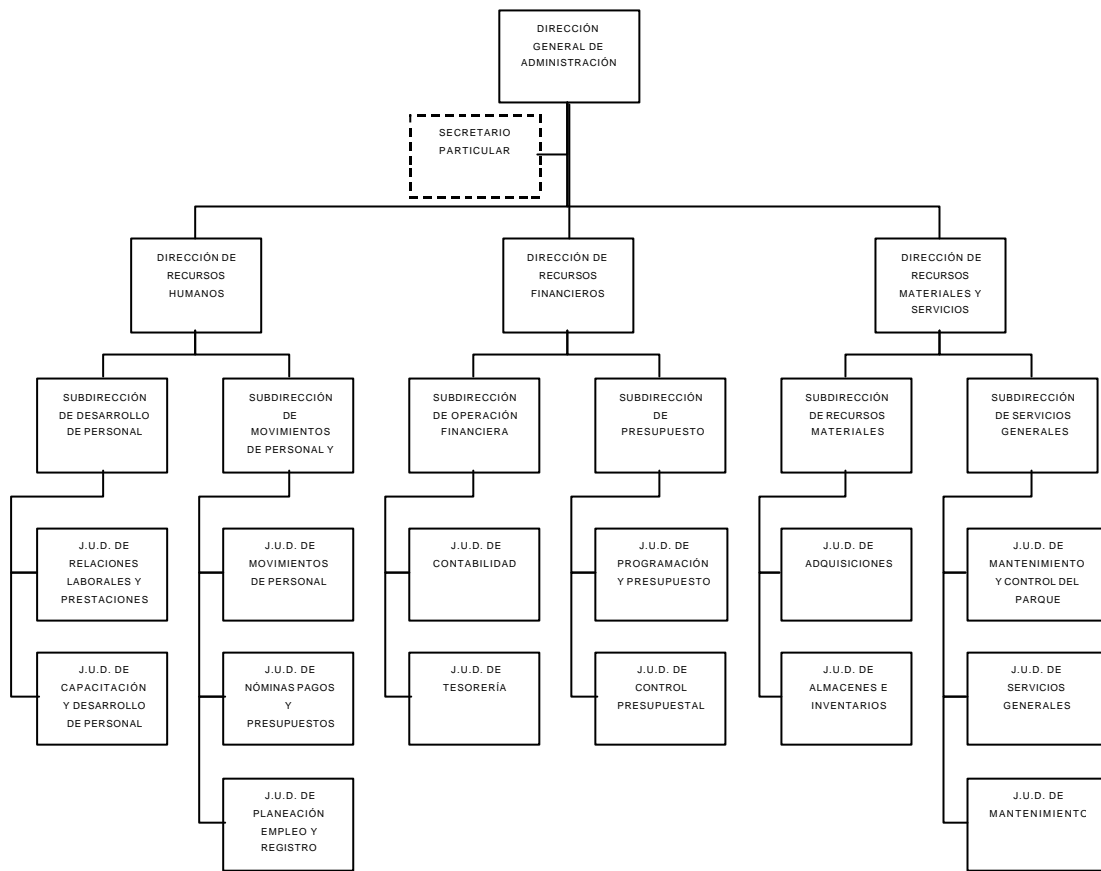 DIRECCIÓN
GENERAL DE
ADMINISTRACIÓN
SECRETARIO
PARTICULAR
DIRECCIÓN DE
RECURSOS
HUMANOS
DIRECCIÓN DE
RECURSOS
FINANCIEROS
DIRECCIÓN DE
RECURSOS
MATERIALES Y
SERVICIOS
SUBDIRECCIÓN
DE DESARROLLO
DE PERSONAL
SUBDIRECCIÓN
DE
MOVIMIENTOS
DE PERSONAL Y
SUBDIRECCIÓN
DE OPERACIÓN
FINANCIERA
SUBDIRECCIÓN
DE
PRESUPUESTO
SUBDIRECCIÓN
DE RECURSOS
MATERIALES
SUBDIRECCIÓN
DE SERVICIOS
GENERALES
J.U.D. DE
RELACIONES
LABORALES Y
PRESTACIONES
J.U.D. DE
MOVIMIENTOS
DE PERSONAL
J.U.D. DE
CONTABILIDAD
J.U.D. DE
PROGRAMACIÓN
Y PRESUPUESTO
J.U.D. DE
ADQUISICIONES
J.U.D. DE
MANTENIMIENTO
Y CONTROL DEL
PARQUE
J.U.D. DE
CAPACITACIÓN
Y DESARROLLO
DE PERSONAL
J.U.D. DE
NÓMINAS PAGOS
Y
PRESUPUESTOS
J.U.D. DE
TESORERÍA
J.U.D. DE
CONTROL
PRESUPUESTAL
J.U.D. DE
ALMACENES E
INVENTARIOS
J.U.D. DE
SERVICIOS
GENERALES
J.U.D. DE
PLANEACIÓN
EMPLEO Y
REGISTRO
J.U.D. DE
MANTENIMIENTO